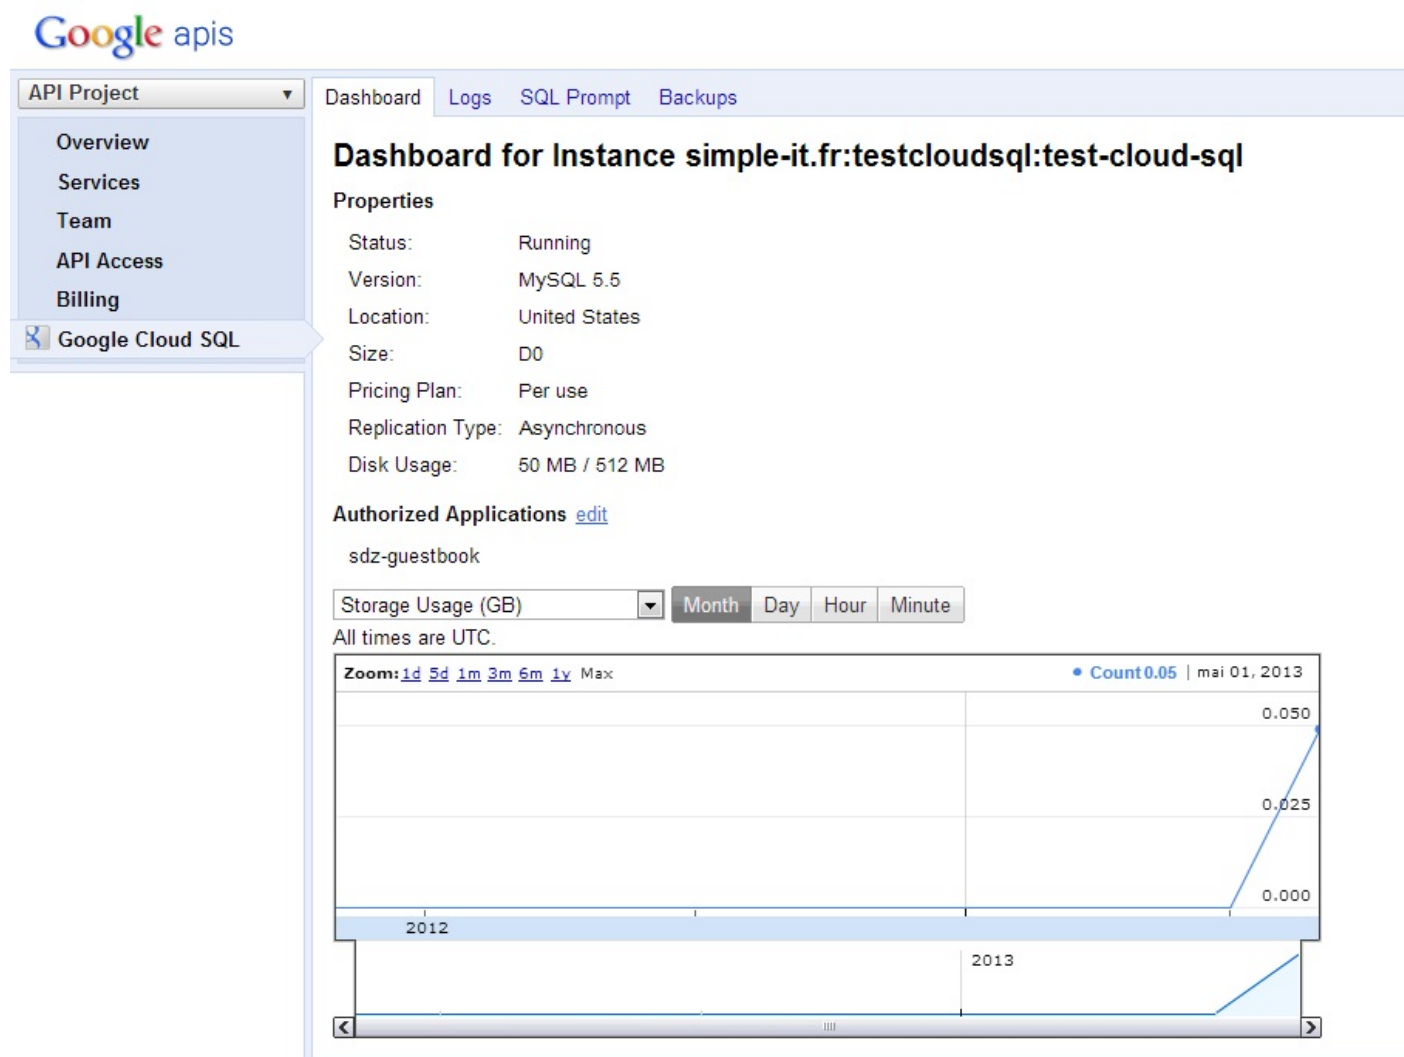 Google apis
API Project
Dashboard Logs SQL Prompt Backups
Overview
Services
Team
API Access
Billing
Google Cloud SQL
Dashboard for Instance simple-it.fr:testcloudsql:test-cloud-sql
Properties
Status: Running
Version: MySQL 5.5
Location: United States
Size: D0
Pricing Plan: Per use
Replication Type: Asynchronous
Disk Usage: 50 MB / 512 MB
Authorized Applications edit
sdz-guestbook
Storage Usage (GB) Month Day Hour Minute
All times are UTC.
Zoom: 1d 5d 1m 3m 6m 1y Max Count 0.05 | mai 01, 2013
0.050
0.025
0.000
2012
2013